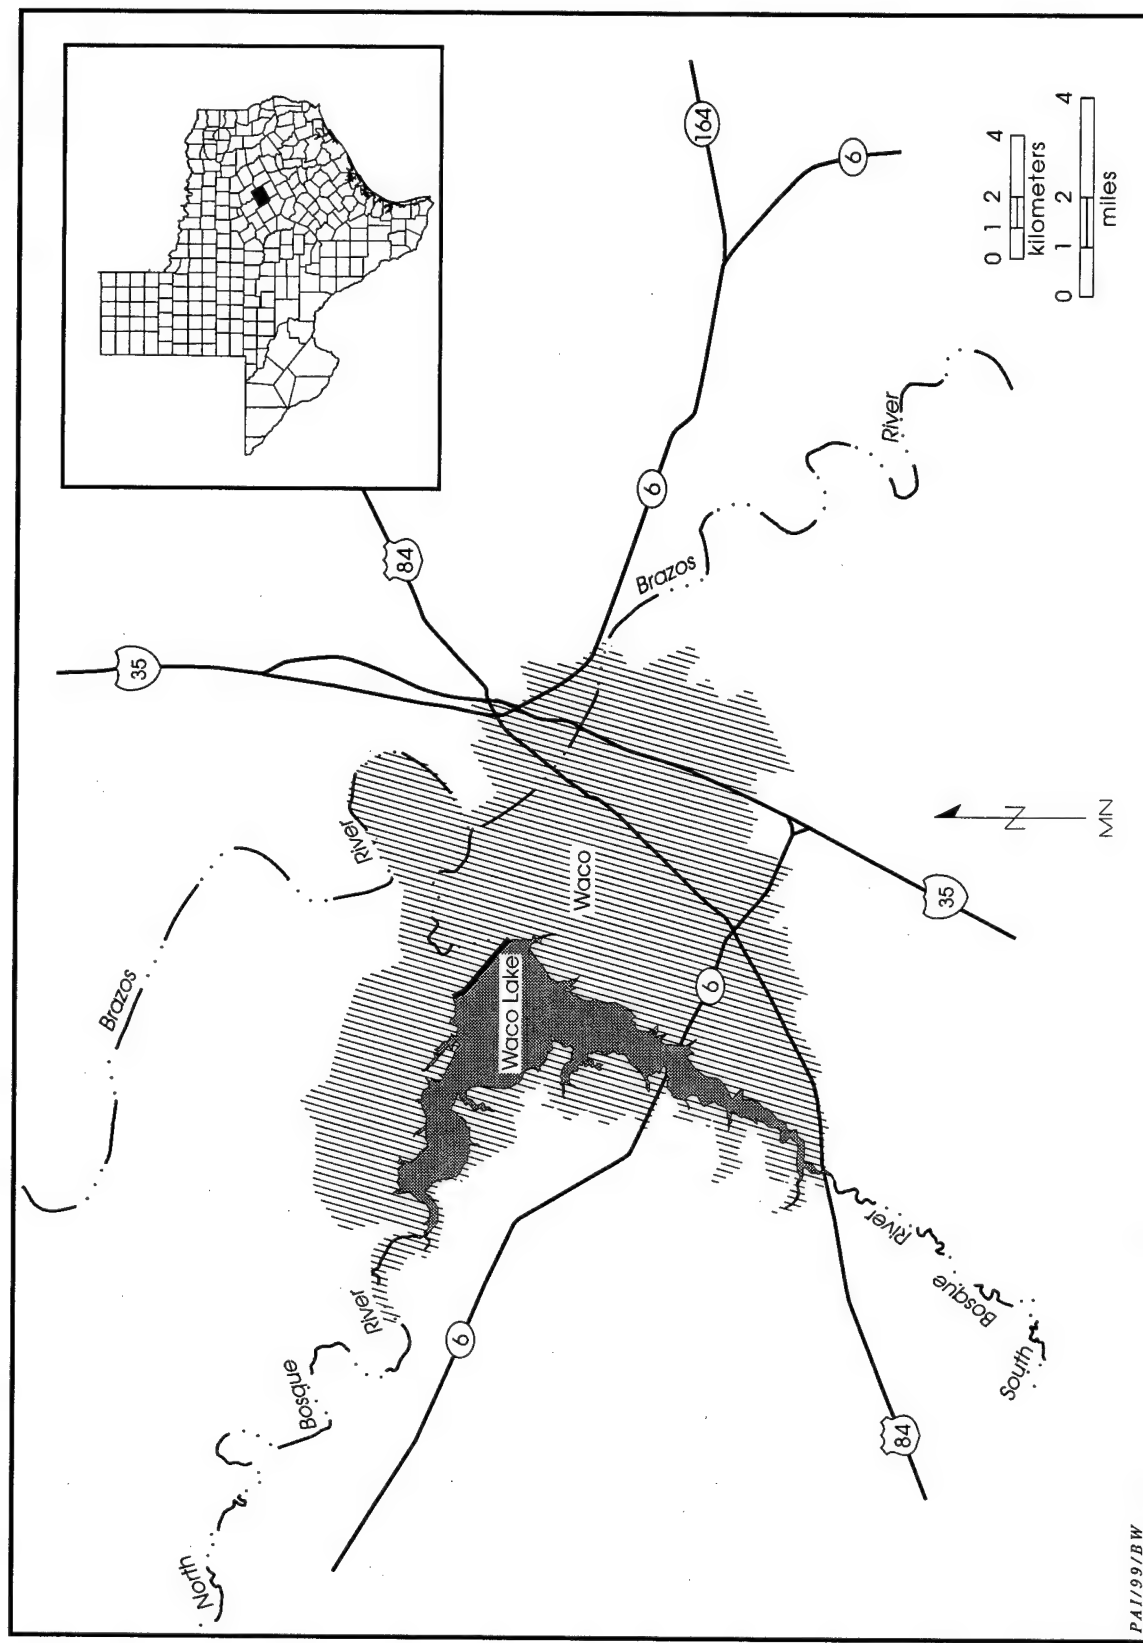 North
Bosque
River
Brazos
River
35
84
164
6
6
Brazos
River
Waco
Waco Lake
6
6
84
35
River
Bosque
South
N
MN
0 1 2 4
kilometers
0 1 2 4
miles
PAI/99/BW